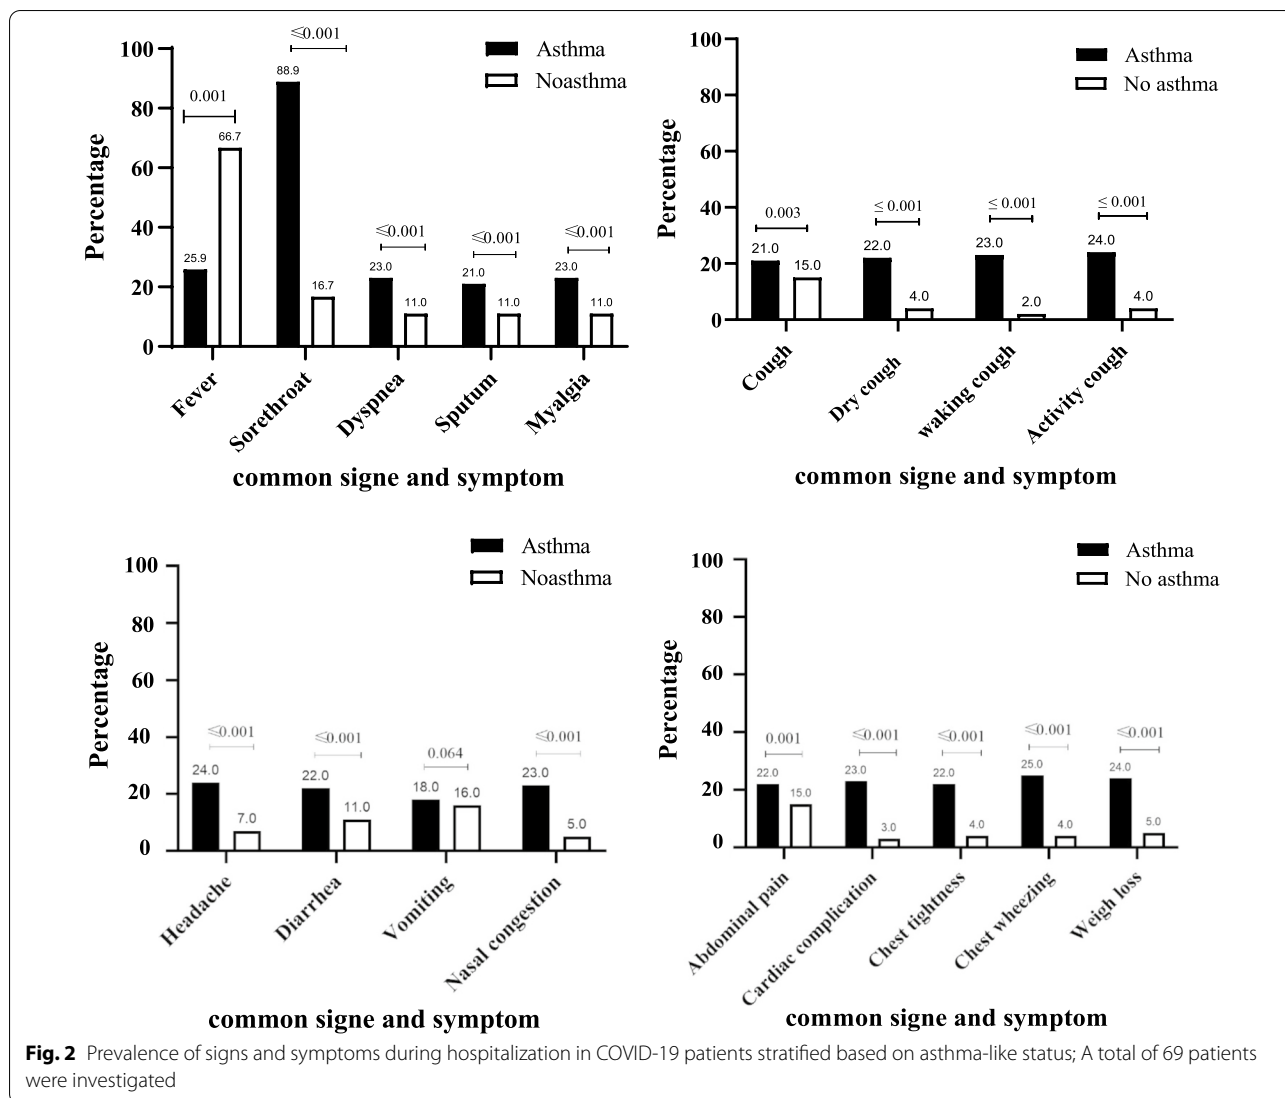 ≤0.001
Asthma
Noasthma
100
80
60
40
20
0
Percentage
88.9
0.001
66.7
25.9
16.7
≤0.001
23.0
11.0
≤0.001
21.0
11.0
≤0.001
23.0
11.0
Fever
Sorethroat
Dyspnea
Sputum
Myalgia
common signe and symptom
Asthma
No asthma
100
80
60
40
20
0
Percentage
0.003
21.0
15.0
≤ 0.001
22.0
4.0
≤ 0.001
23.0
2.0
≤ 0.001
24.0
4.0
Cough
Dry cough
waking cough
Activity cough
common signe and symptom
Asthma
Noasthma
100
80
60
40
20
0
Percentage
≤0.001
24.0
7.0
≤0.001
22.0
11.0
0.064
18.0
16.0
≤0.001
23.0
5.0
Headache
Diarrhea
Vomiting
Nasal congestion
common signe and symptom
Asthma
No asthma
100
80
60
40
20
0
Percentage
0.001
22.0
15.0
≤0.001
23.0
3.0
≤0.001
22.0
4.0
≤0.001
25.0
4.0
≤0.001
24.0
5.0
Abdominal pain
Cardiac complication
Chest tightness
Chest wheezing
Weigh loss
common signe and symptom
Fig. 2 Prevalence of signs and symptoms during hospitalization in COVID-19 patients stratified based on asthma-like status; A total of 69 patients
were investigated